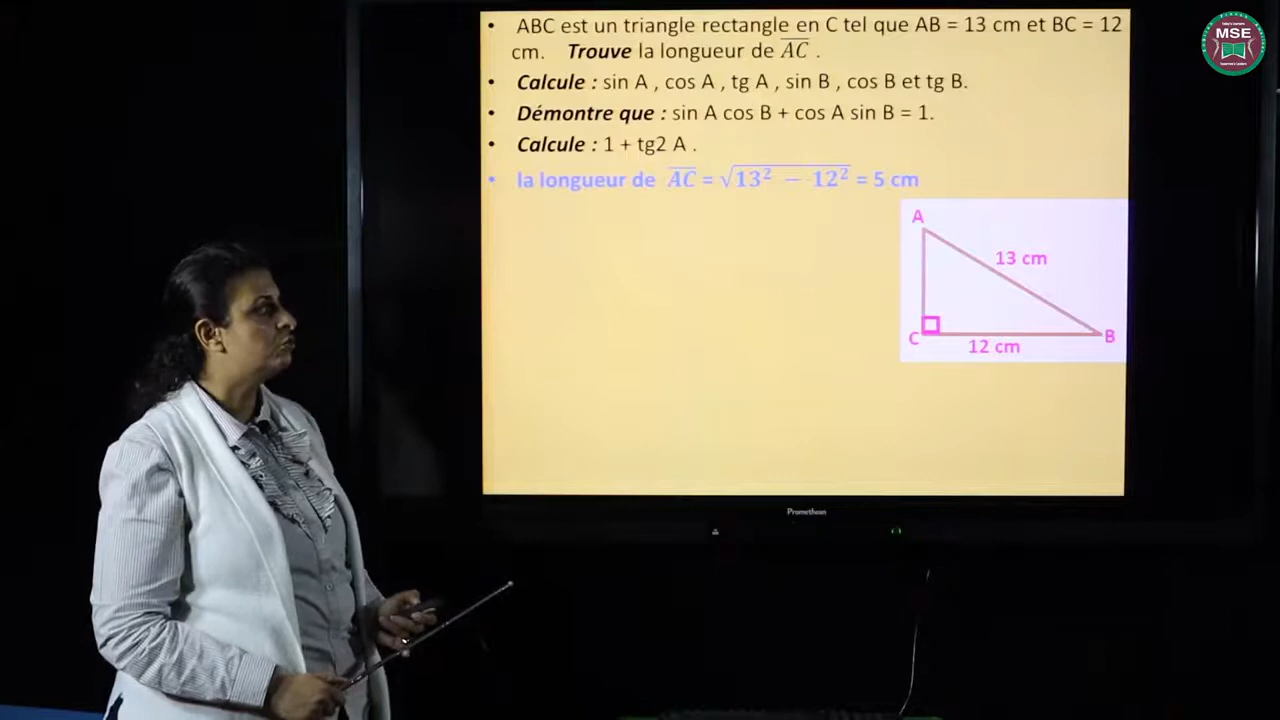 • ABC est un triangle rectangle en C tel que AB = 13 cm et BC = 12
cm. Trouve la longueur de \overline{AC} .
• Calcule : sin A , cos A , tg A , sin B , cos B et tg B.
• Démontre que : sin A cos B + cos A sin B = 1.
• Calcule : 1 + tg2 A .
• la longueur de \overline{AC} = √13² − 12² = 5 cm
A
13 cm
C
B
12 cm
Promethean
MSE